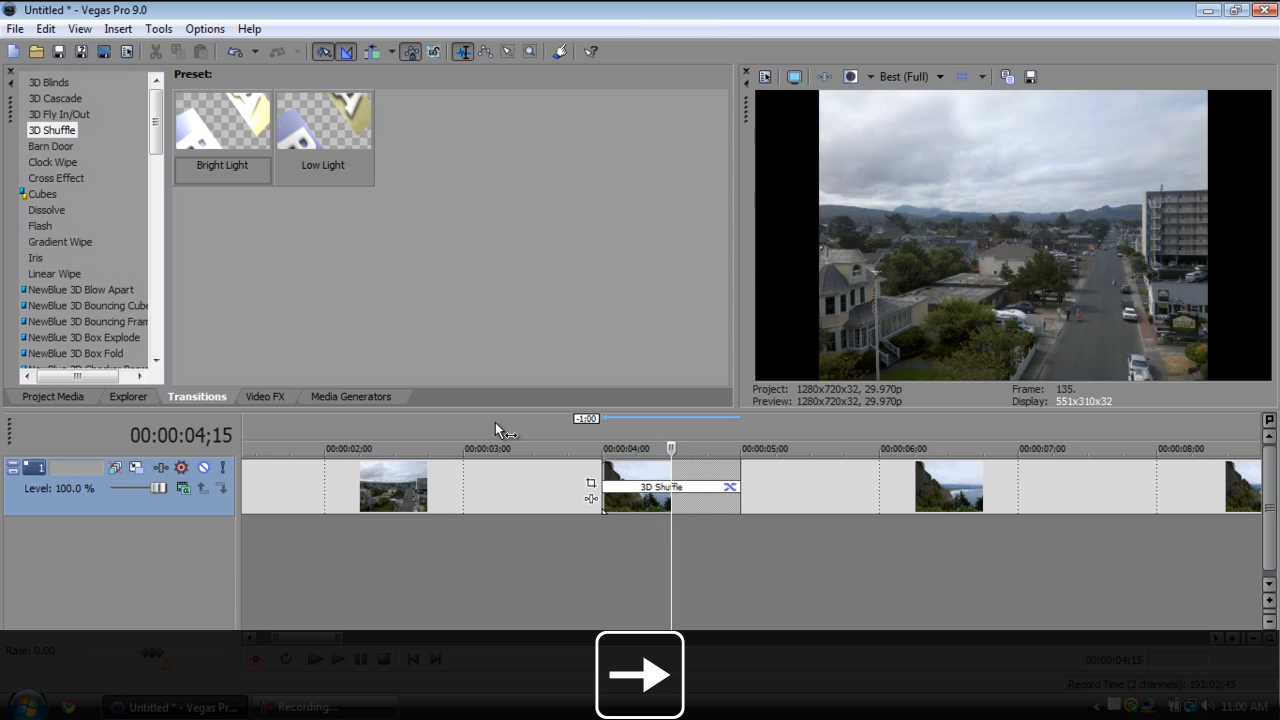 Untitled * - Vegas Pro 9.0
File Edit View Insert Tools Options Help
3D Blinds
3D Cascade
3D Fly In/Out
3D Shuffle
Barn Door
Clock Wipe
Cross Effect
Cubes
Dissolve
Flash
Gradient Wipe
Iris
Linear Wipe
NewBlue 3D Blow Apart
NewBlue 3D Bouncing Cube
NewBlue 3D Bouncing Fram
NewBlue 3D Box Explode
NewBlue 3D Box Fold
Preset:
Bright Light Low Light
Best (Full)
Project: 1280x720x32, 29.970p Frame: 135.
Preview: 1280x720x32, 29.970p Display: 551x310x32
Project Media Explorer Transitions Video FX Media Generators
-1:00
00:00:04;15
00:00:02;00 00:00:03;00 00:00:04;00 00:00:05;00 00:00:06;00 00:00:07;00 00:00:08;00
1
Level: 100.0 %
3D Shuffle
Rate: 0.00
00:00:04;15
Record Time (2 channels): 193:02:45
Untitled * - Vegas Pr...
Recording...
11:00 AM